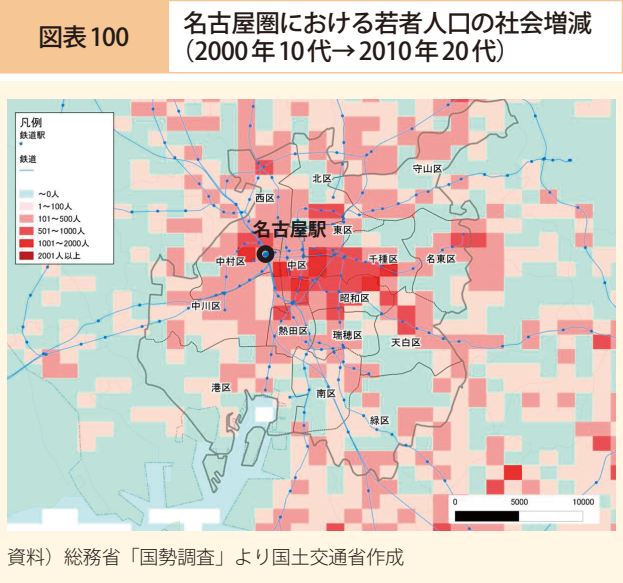 図表100
名古屋圏における若者人口の社会増減
（2000年10代→2010年20代）
凡例
鉄道駅
鉄道
～0人
1～100人
101～500人
501～1000人
1001～2000人
2001人以上
守山区
北区
西区
名古屋駅
東区
中村区
中区
千種区
名東区
昭和区
中川区
熱田区
瑞穂区
天白区
港区
南区
緑区
0 5000 10000
資料）総務省「国勢調査」より国土交通省作成